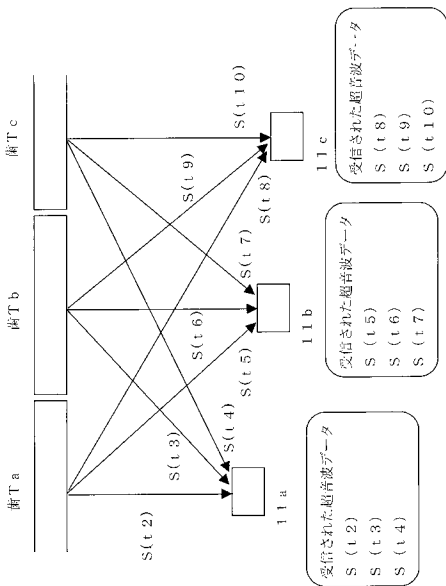 歯Ｔａ
歯Ｔｂ
歯Ｔｃ
Ｓ(ｔ２)
Ｓ(ｔ３)
Ｓ(ｔ４)
Ｓ(ｔ５)
Ｓ(ｔ６)
Ｓ(ｔ７)
Ｓ(ｔ８)
Ｓ(ｔ９)
Ｓ(ｔ１０)
１１ａ
１１ｂ
１１ｃ
受信された超音波データ
Ｓ（ｔ２）
Ｓ（ｔ３）
Ｓ（ｔ４）
受信された超音波データ
Ｓ（ｔ５）
Ｓ（ｔ６）
Ｓ（ｔ７）
受信された超音波データ
Ｓ（ｔ８）
Ｓ（ｔ９）
Ｓ（ｔ１０）